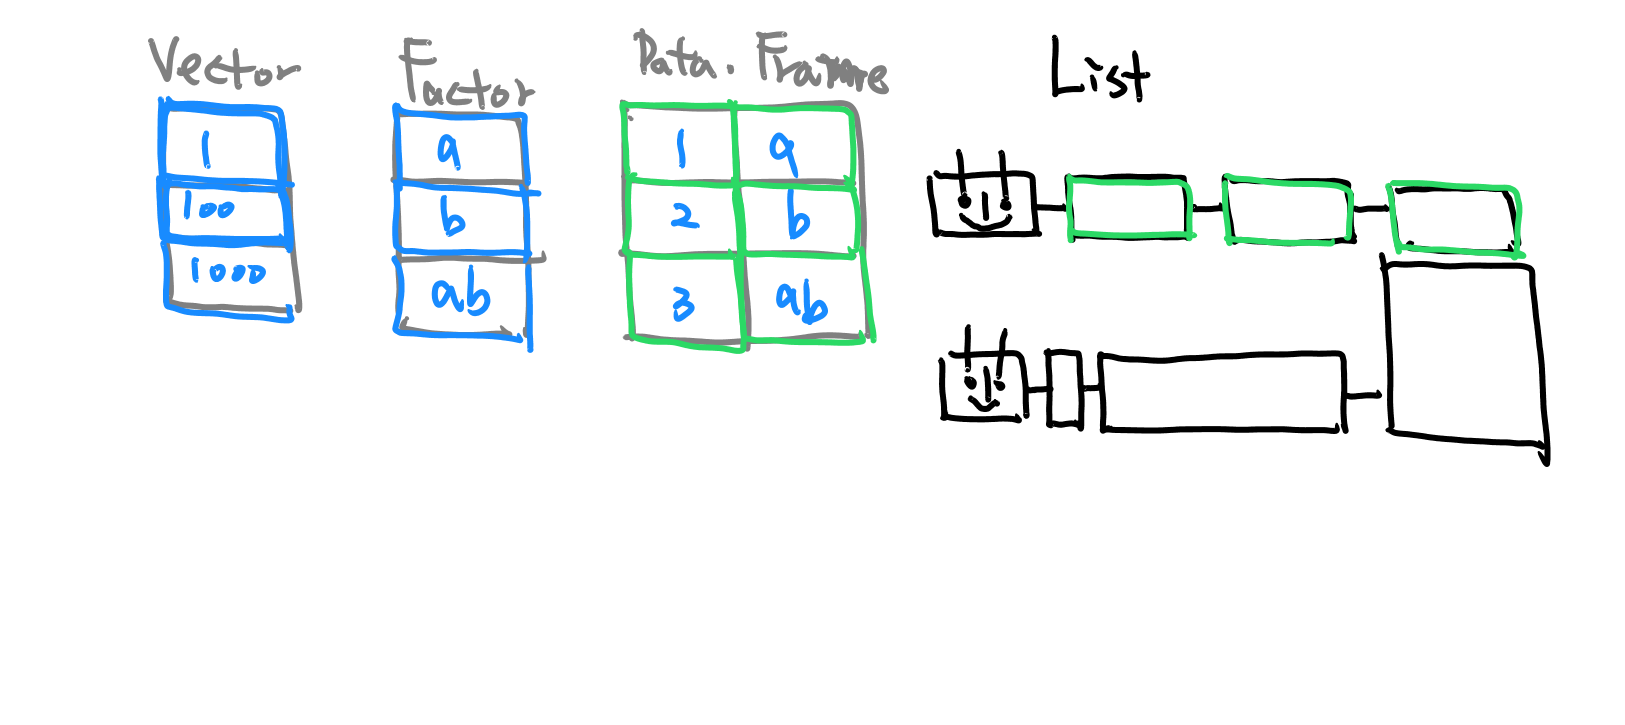 Vector
1
100
1000
Factor
a
b
ab
Data. Frame
1 a
2 b
3 ab
List